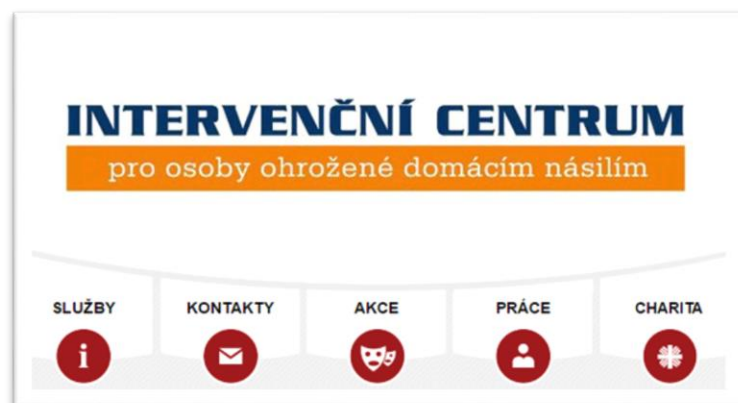 INTERVENČNÍ CENTRUM
pro osoby ohrožené domácím násilím
SLUŽBY KONTAKTY AKCE PRÁCE CHARITA